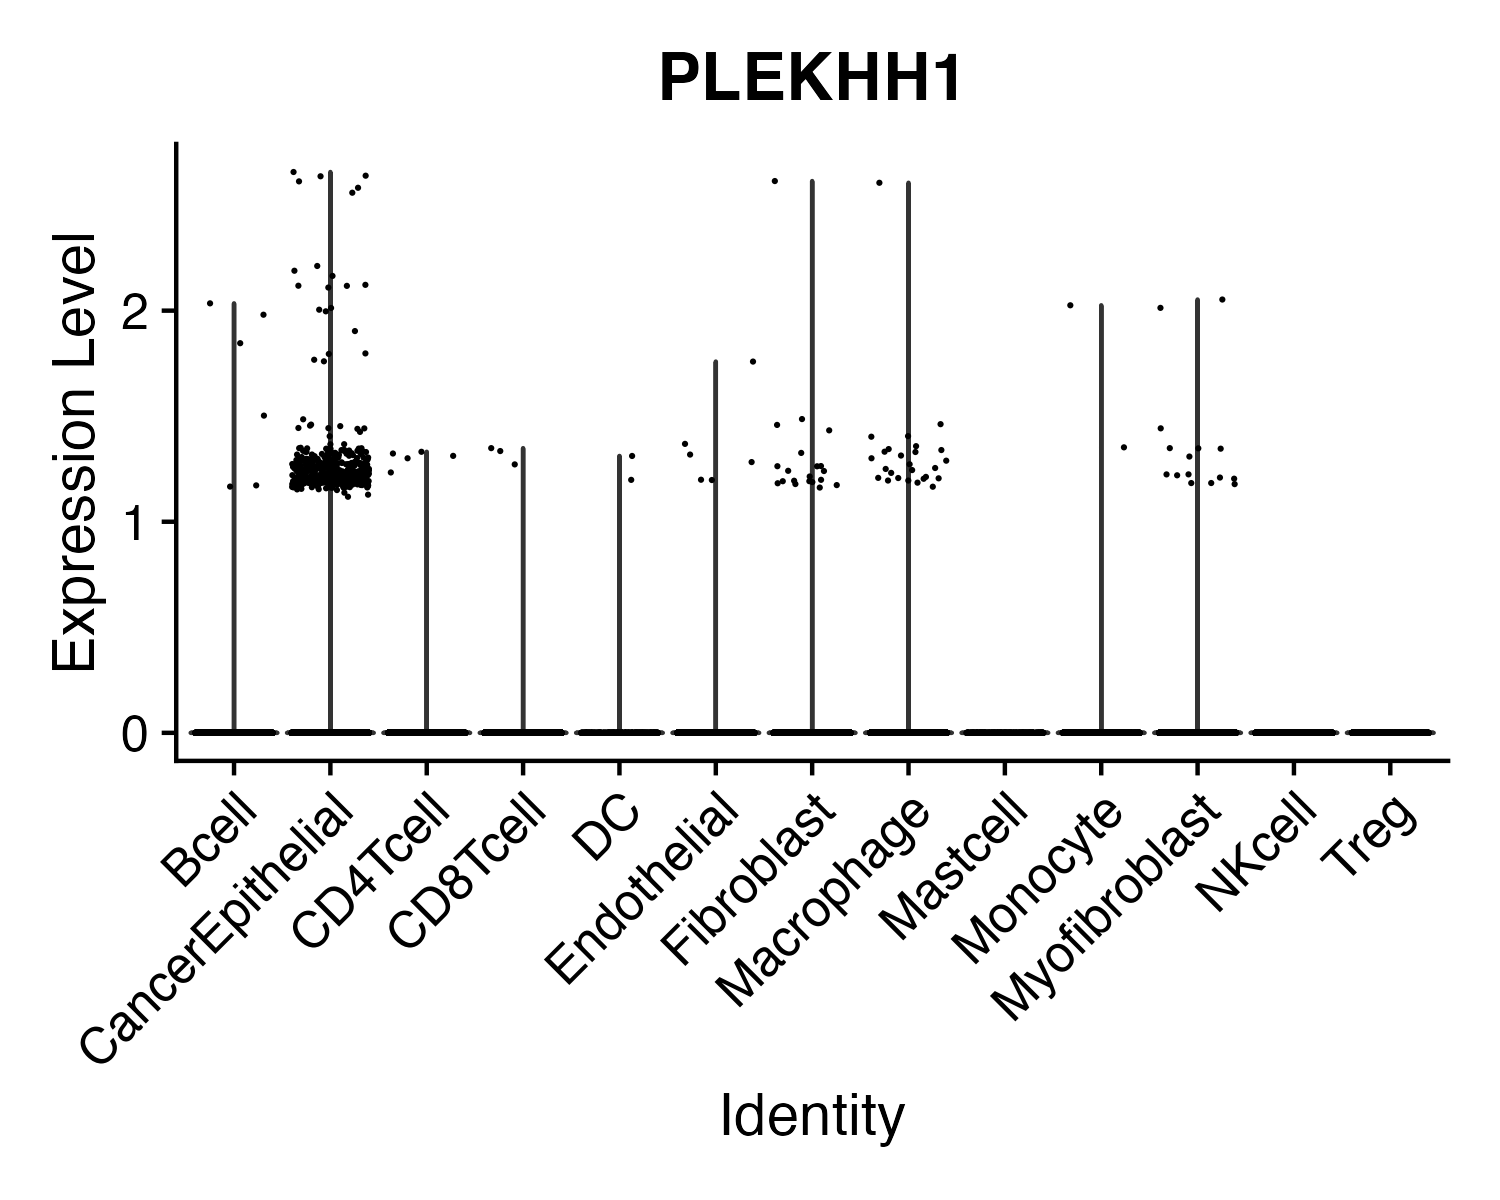 PLEKHH1
Expression Level
2
1
0
Bcell
CancerEpithelial
CD4Tcell
CD8Tcell
DC
Endothelial
Fibroblast
Macrophage
Mastcell
Monocyte
Myofibroblast
NKcell
Treg
Identity